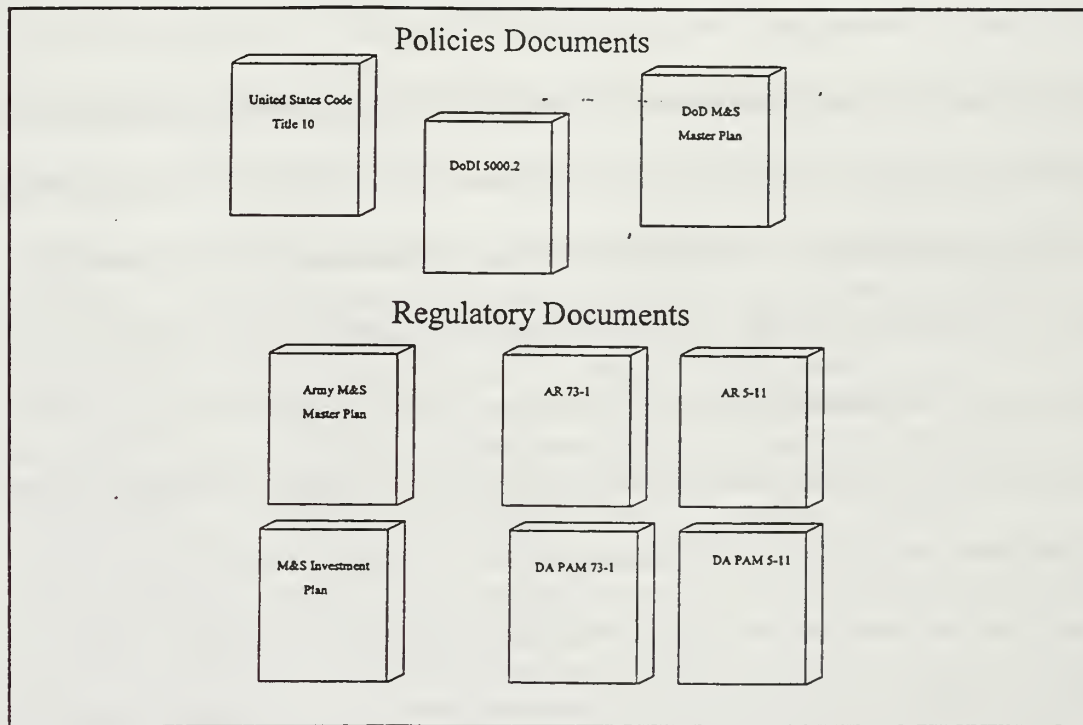 Policies Documents
United States Code
Title 10
DoDI 5000.2
DoD M&S
Master Plan
Regulatory Documents
Army M&S
Master Plan
AR 73-1
AR 5-11
M&S Investment
Plan
DA PAM 73-1
DA PAM 5-11